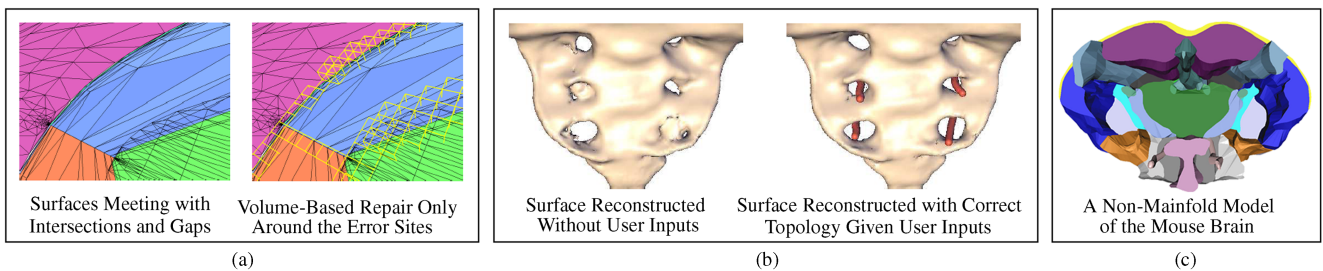 Surfaces Meeting with
Intersections and Gaps
Volume-Based Repair Only
Around the Error Sites
(a)
Surface Reconstructed
Without User Inputs
Surface Reconstructed with Correct
Topology Given User Inputs
(b)
A Non-Mainfold Model
of the Mouse Brain
(c)